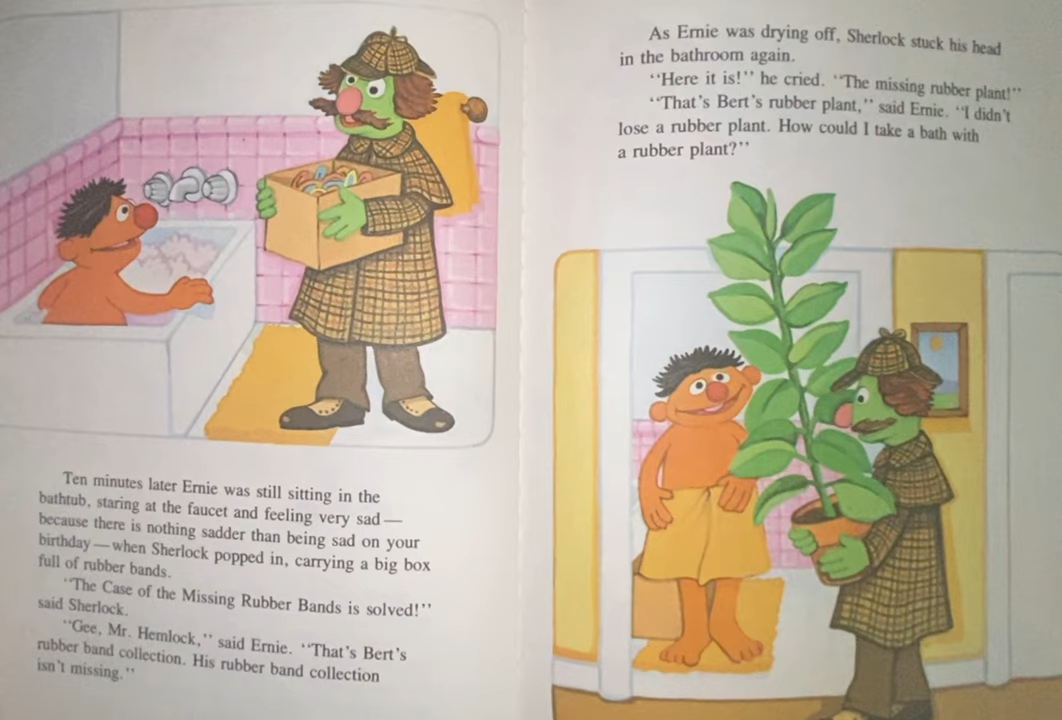 Ten minutes later Ernie was still sitting in the
bathtub, staring at the faucet and feeling very sad—
because there is nothing sadder than being sad on your
birthday—when Sherlock popped in, carrying a big box
full of rubber bands.
‘‘The Case of the Missing Rubber Bands is solved!’’
said Sherlock.
‘‘Gee, Mr. Hemlock,’’ said Ernie. ‘‘That’s Bert’s
rubber band collection. His rubber band collection
isn’t missing.’’
As Ernie was drying off, Sherlock stuck his head
in the bathroom again.
‘‘Here it is!’’ he cried. ‘‘The missing rubber plant!’’
‘‘That’s Bert’s rubber plant,’’ said Ernie. ‘‘I didn’t
lose a rubber plant. How could I take a bath with
a rubber plant?’’